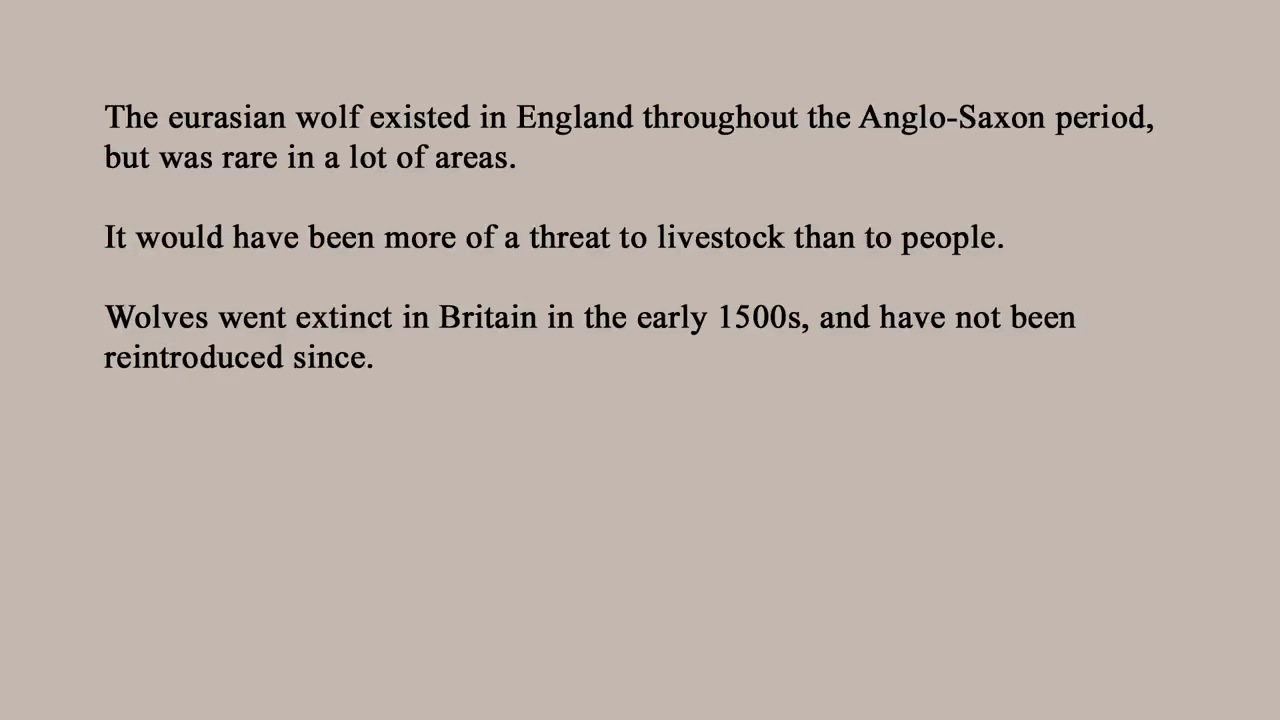 The eurasian wolf existed in England throughout the Anglo-Saxon period,
but was rare in a lot of areas.
It would have been more of a threat to livestock than to people.
Wolves went extinct in Britain in the early 1500s, and have not been
reintroduced since.